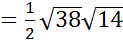 = 1/2 √38 √14